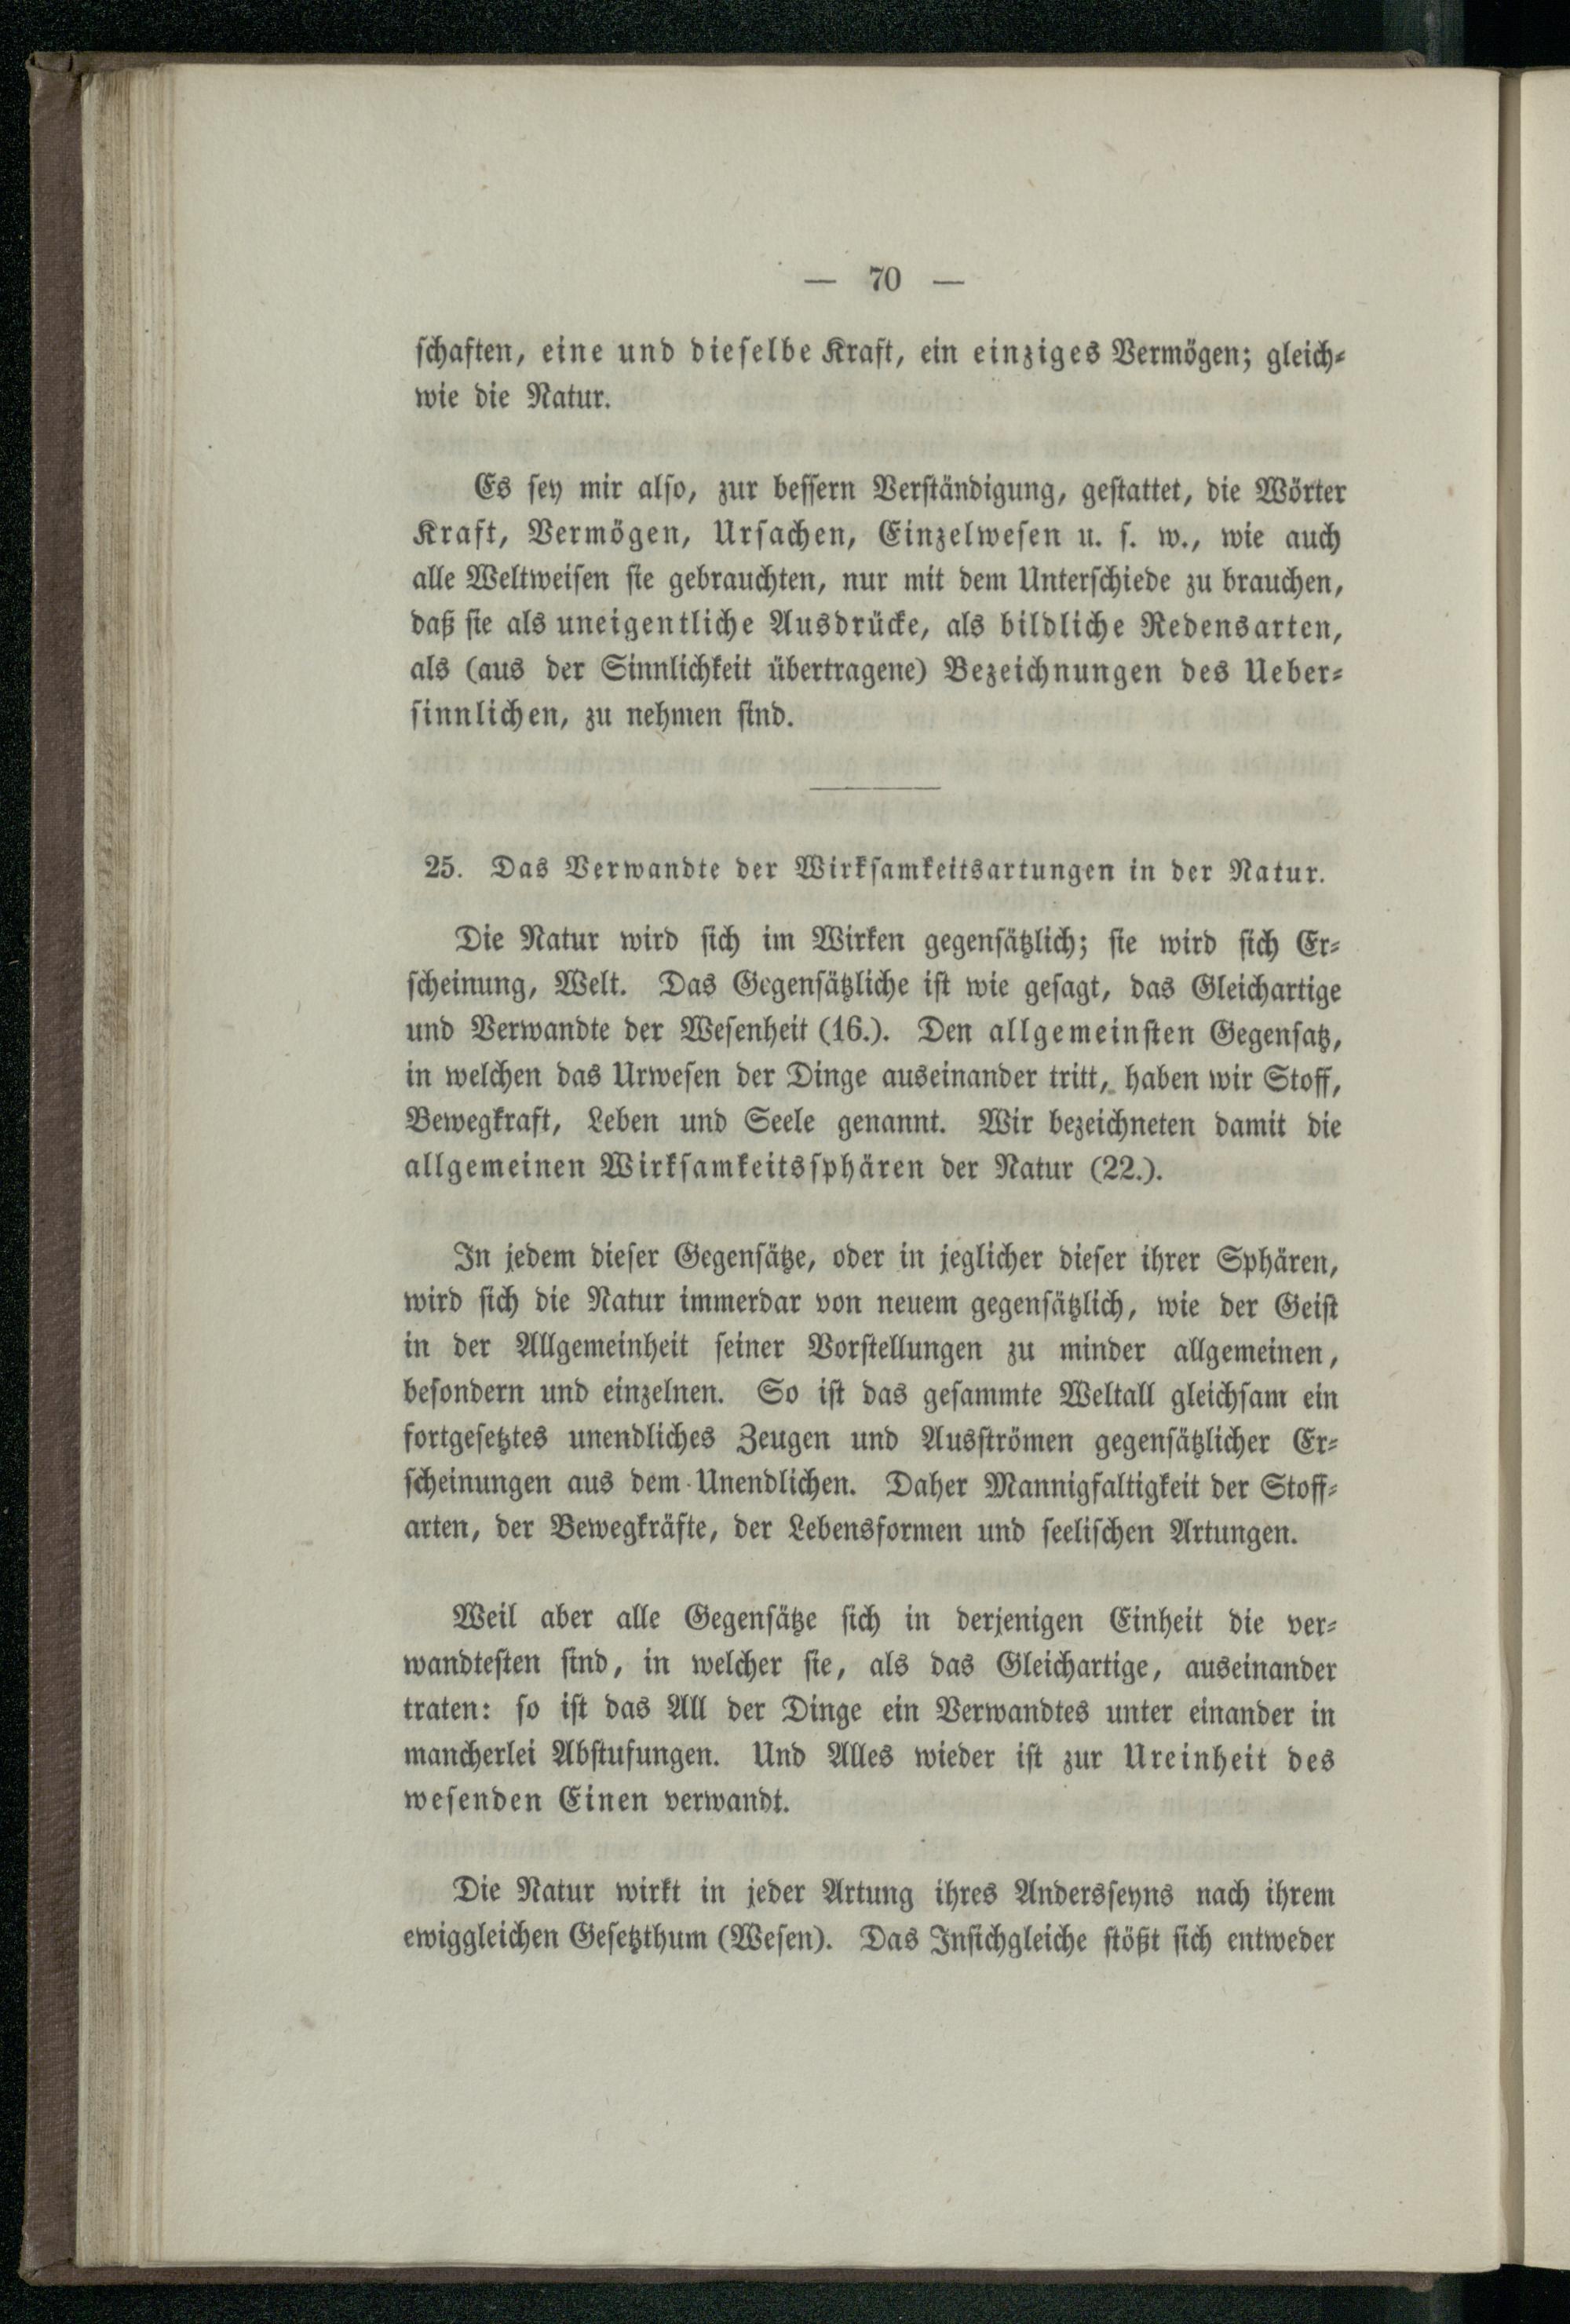 — 70 —
schaften, eine und dieselbe Kraft, ein einziges Vermögen; gleich-
wie die Natur.
Es sey mir also, zur bessern Verständigung, gestattet, die Wörter
Kraft, Vermögen, Ursachen, Einzelwesen u. s. w., wie auch
alle Weltweisen sie gebrauchten, nur mit dem Unterschiede zu brauchen,
daß sie als uneigentliche Ausdrücke, als bildliche Redensarten,
als (aus der Sinnlichkeit übertragene) Bezeichnungen des Ueber-
sinnlichen, zu nehmen sind.
25. Das Verwandte der Wirksamkeitsartungen in der Natur.
Die Natur wird sich im Wirken gegensätzlich; sie wird sich Er-
scheinung, Welt. Das Gegensätzliche ist wie gesagt, das Gleichartige
und Verwandte der Wesenheit (16.). Den allgemeinsten Gegensatz,
in welchen das Urwesen der Dinge auseinander tritt, haben wir Stoff,
Bewegkraft, Leben und Seele genannt. Wir bezeichneten damit die
allgemeinen Wirksamkeitssphären der Natur (22.).
In jedem dieser Gegensätze, oder in jeglicher dieser ihrer Sphären,
wird sich die Natur immerdar von neuem gegensätzlich, wie der Geist
in der Allgemeinheit seiner Vorstellungen zu minder allgemeinen,
besondern und einzelnen. So ist das gesammte Weltall gleichsam ein
fortgesetztes unendliches Zeugen und Ausströmen gegensätzlicher Er-
scheinungen aus dem Unendlichen. Daher Mannigfaltigkeit der Stoff-
arten, der Bewegkräfte, der Lebensformen und seelischen Artungen.
Weil aber alle Gegensätze sich in derjenigen Einheit die ver-
wandtesten sind, in welcher sie, als das Gleichartige, auseinander
traten: so ist das All der Dinge ein Verwandtes unter einander in
mancherlei Abstufungen. Und Alles wieder ist zur Ureinheit des
wesenden Einen verwandt.
Die Natur wirkt in jeder Artung ihres Andersseyns nach ihrem
ewiggleichen Gesetzthum (Wesen). Das Insichgleiche stößt sich entweder